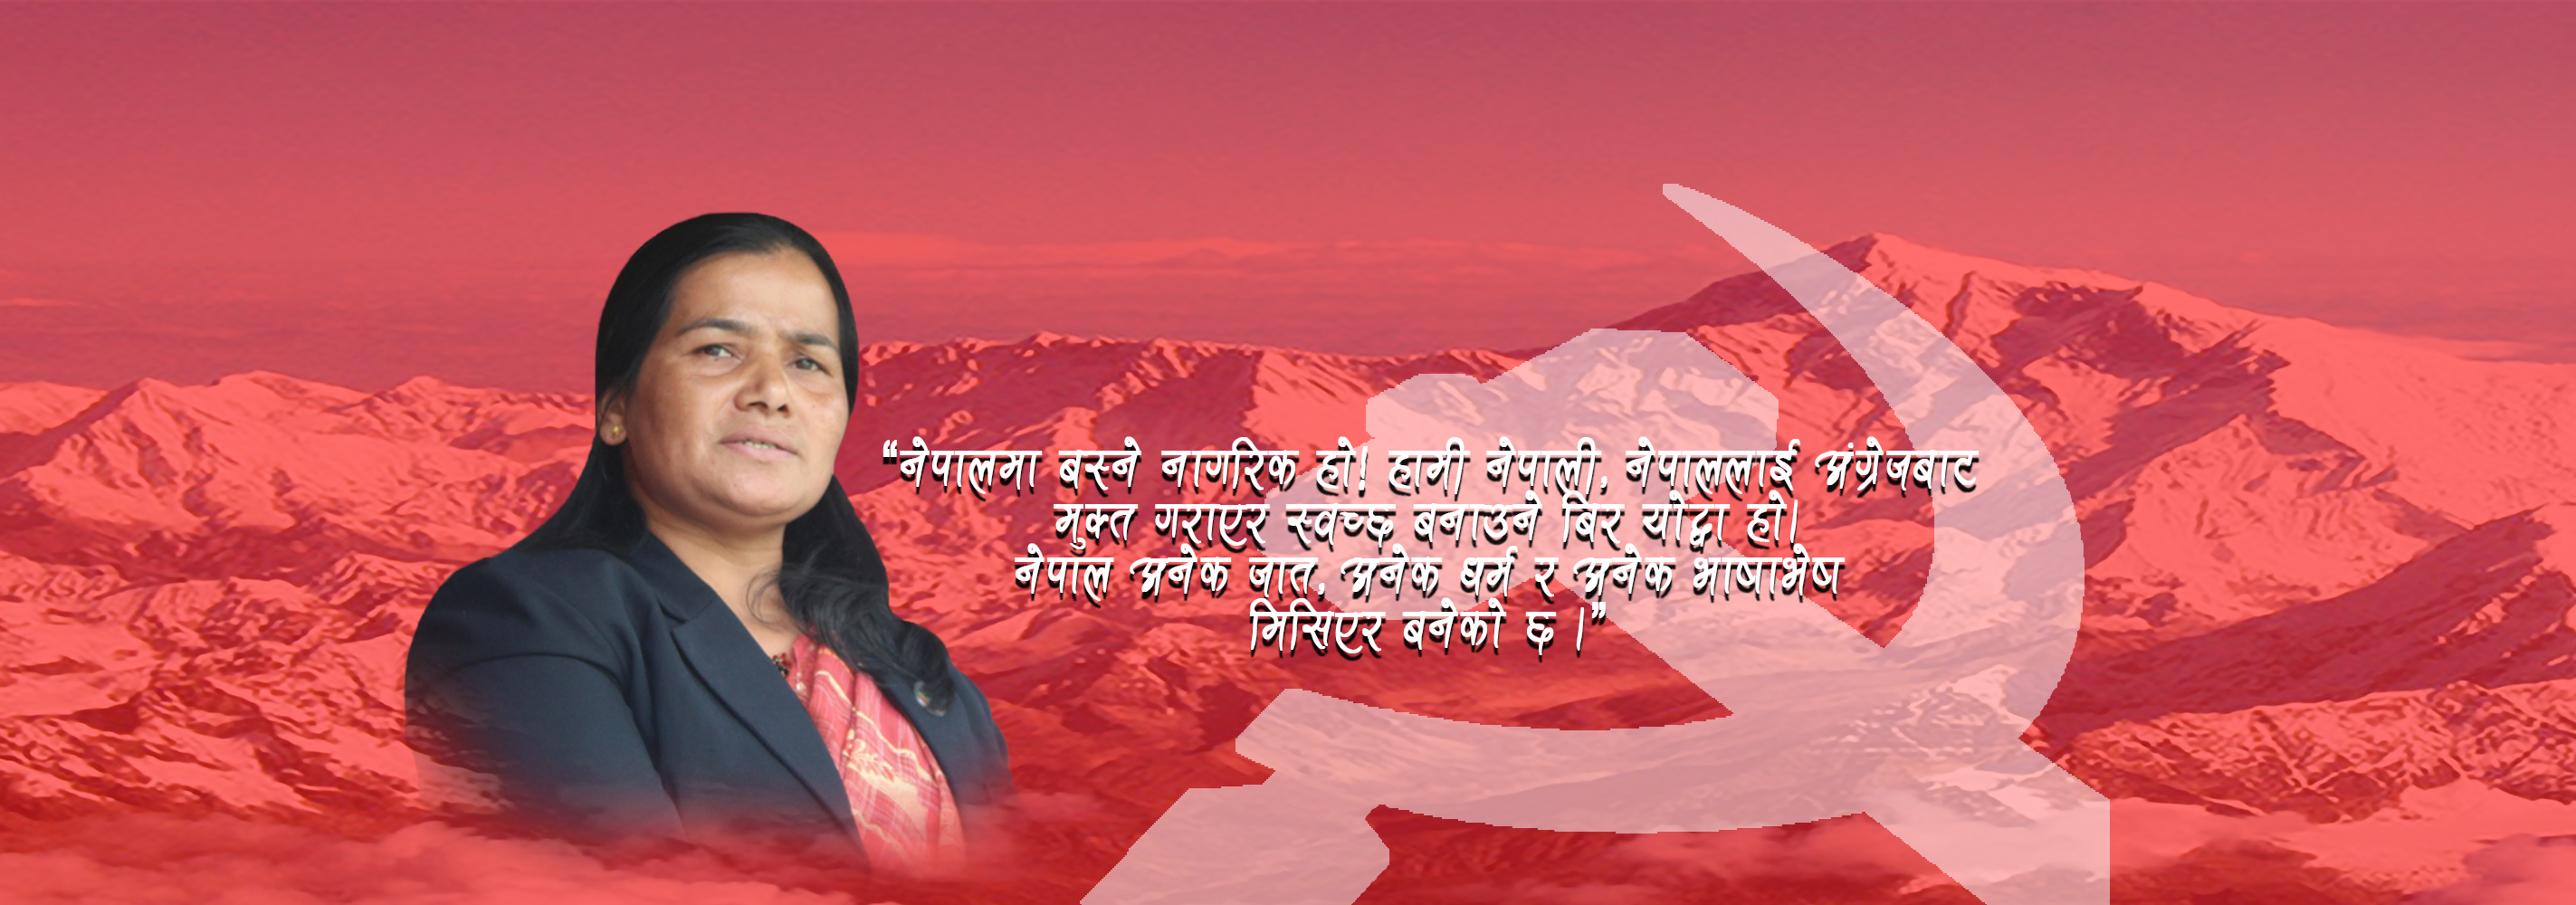 “नेपालमा बस्ने नागरिक हो! हामी नेपाली, नेपाललाई अंग्रेजबाट
मुक्त गराएर स्वच्छ बनाउने बिर योद्वा हो।
नेपाल अनेक जात, अनेक धर्म र अनेक भाषाभेष
मिसिएर बनेको छ ।”